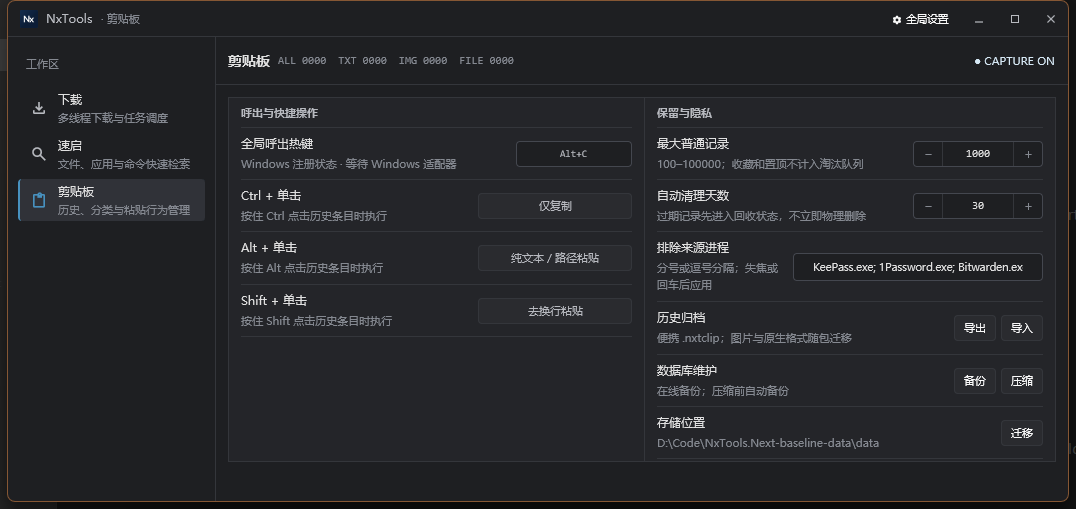 Nx NxTools · 剪贴板 全局设置
工作区
下载
多线程下载与任务调度
速启
文件、应用与命令快速检索
剪贴板
历史、分类与粘贴行为管理
剪贴板 ALL 0000 TXT 0000 IMG 0000 FILE 0000 CAPTURE ON
呼出与快捷操作
全局呼出热键
Windows 注册状态 · 等待 Windows 适配器
Alt+C
Ctrl + 单击
按住 Ctrl 点击历史条目时执行
仅复制
Alt + 单击
按住 Alt 点击历史条目时执行
纯文本 / 路径粘贴
Shift + 单击
按住 Shift 点击历史条目时执行
去换行粘贴
保留与隐私
最大普通记录
100–100000；收藏和置顶不计入淘汰队列
− 1000 +
自动清理天数
过期记录先进入回收状态，不立即物理删除
− 30 +
排除来源进程
分号或逗号分隔；失焦或
回车后应用
KeePass.exe; 1Password.exe; Bitwarden.ex
历史归档
便携 .nxtclip；图片与原生格式随包迁移
导出 导入
数据库维护
在线备份；压缩前自动备份
备份 压缩
存储位置
D:\Code\NxTools.Next-baseline-data\data
迁移